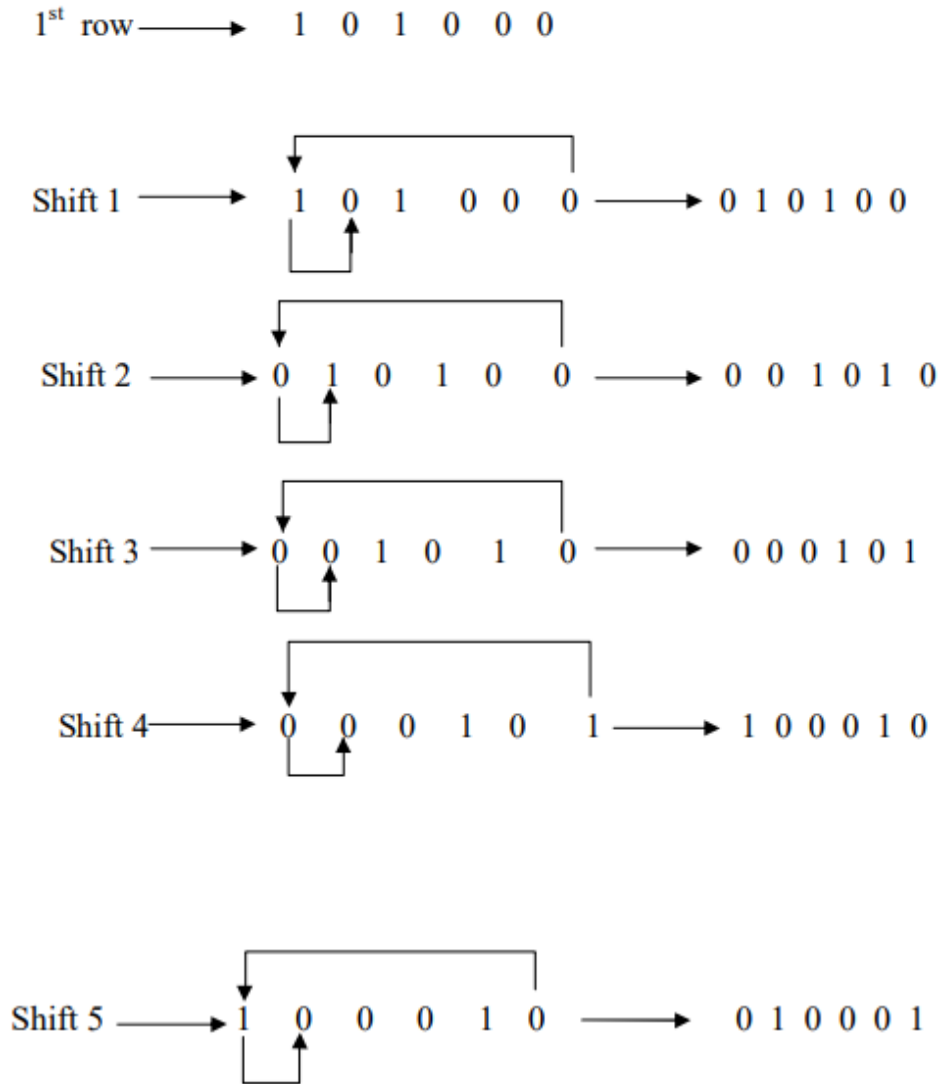 1st row 1 0 1 0 0 0
Shift 1 1 0 1 0 0 0 0 1 0 1 0 0
Shift 2 0 1 0 1 0 0 0 0 1 0 1 0
Shift 3 0 0 1 0 1 0 0 0 0 1 0 1
Shift 4 0 0 0 1 0 1 1 0 0 0 1 0
Shift 5 1 0 0 0 1 0 0 1 0 0 0 1